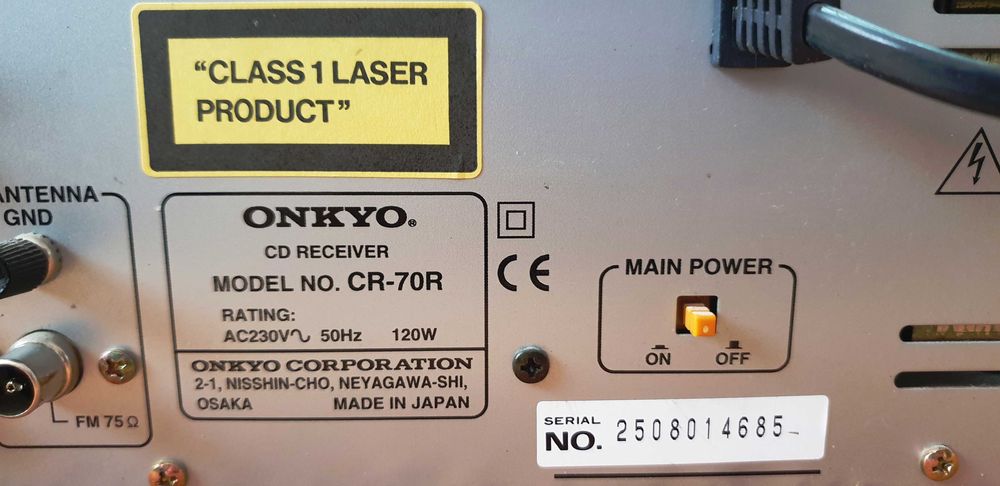 “CLASS 1 LASER
PRODUCT”
ANTENNA
GND
FM 75 Ω
ONKYO®
CD RECEIVER
MODEL NO. CR-70R
RATING:
AC230V∿ 50Hz 120W
ONKYO CORPORATION
2-1, NISSHIN-CHO, NEYAGAWA-SHI,
OSAKA MADE IN JAPAN
CE
MAIN POWER
ON OFF
SERIAL
NO. 2508014685